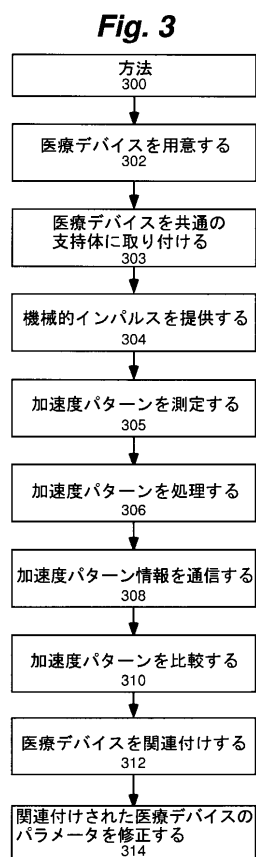 Fig. 3
方法
300
医療デバイスを用意する
302
医療デバイスを共通の
支持体に取り付ける
303
機械的インパルスを提供する
304
加速度パターンを測定する
305
加速度パターンを処理する
306
加速度パターン情報を通信する
308
加速度パターンを比較する
310
医療デバイスを関連付けする
312
関連付けされた医療デバイスの
パラメータを修正する
314